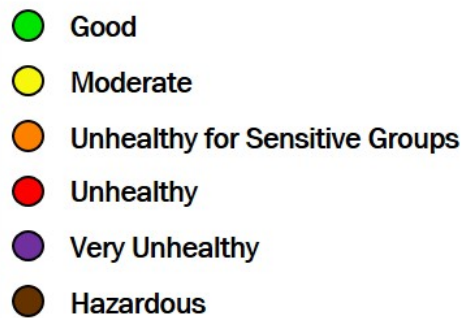 Good
Moderate
Unhealthy for Sensitive Groups
Unhealthy
Very Unhealthy
Hazardous